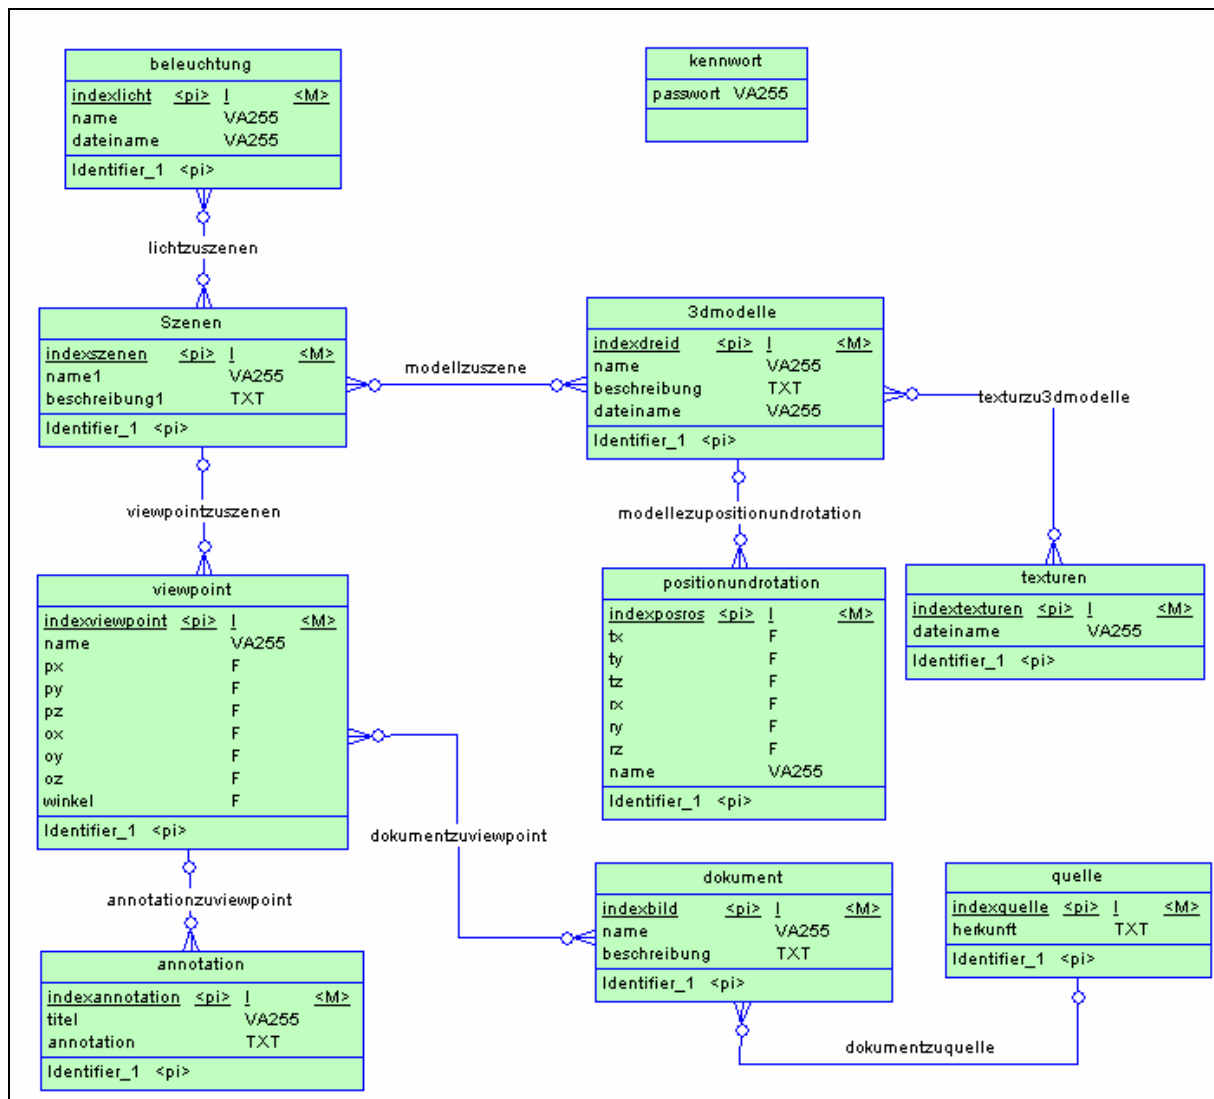 beleuchtung
indexlicht <pi> I <M>
name VA255
dateiname VA255
Identifier_1 <pi>
kennwort
passwort VA255
lichtzuszenen
Szenen
indexszenen <pi> I <M>
name1 VA255
beschreibung1 TXT
Identifier_1 <pi>
modellzuszene
3dmodelle
indexdreid <pi> I <M>
name VA255
beschreibung TXT
dateiname VA255
Identifier_1 <pi>
texturzu3dmodelle
viewpointzuszenen
modellezupositionundrotation
viewpoint
indexviewpoint <pi> I <M>
name VA255
px F
py F
pz F
ox F
oy F
oz F
winkel F
Identifier_1 <pi>
positionundrotation
indexposros <pi> I <M>
tx F
ty F
tz F
rx F
ry F
rz F
name VA255
Identifier_1 <pi>
texturen
indextexturen <pi> I <M>
dateiname VA255
Identifier_1 <pi>
dokumentzuviewpoint
annotationzuviewpoint
dokument
indexbild <pi> I <M>
name VA255
beschreibung TXT
Identifier_1 <pi>
quelle
indexquelle <pi> I <M>
herkunft TXT
Identifier_1 <pi>
annotation
indexannotation <pi> I <M>
titel VA255
annotation TXT
Identifier_1 <pi>
dokumentzuquelle